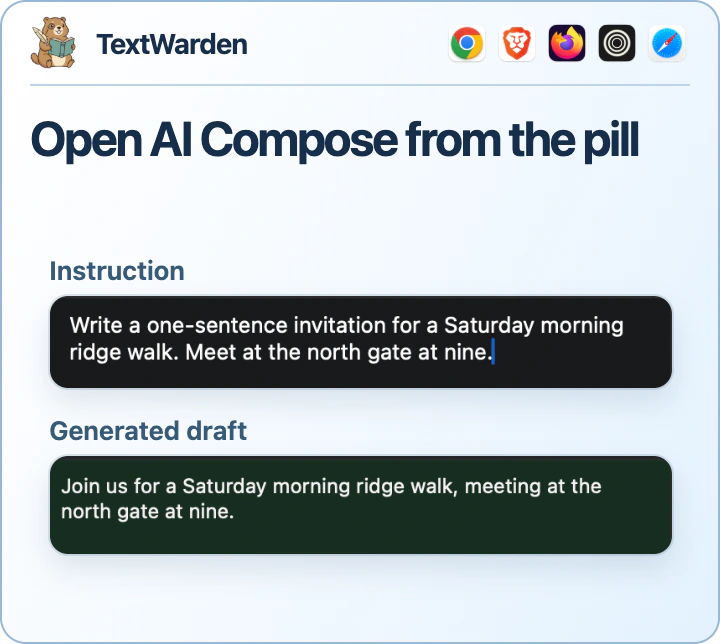 TextWarden
Open AI Compose from the pill
Instruction
Write a one-sentence invitation for a Saturday morning
ridge walk. Meet at the north gate at nine.
Generated draft
Join us for a Saturday morning ridge walk, meeting at the
north gate at nine.